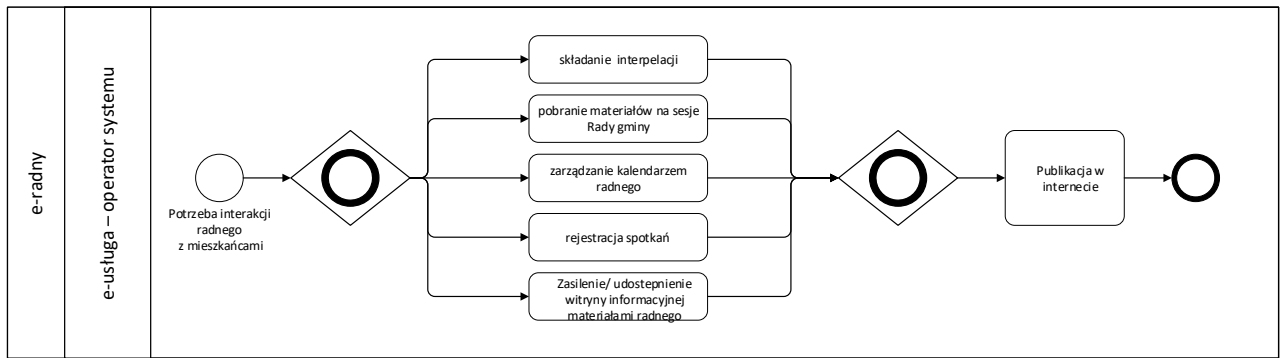 e-radny
e-usługa – operator systemu
Potrzeba interakcji
radnego
z mieszkańcami
składanie interpelacji
pobranie materiałów na sesje
Rady gminy
zarządzanie kalendarzem
radnego
rejestracja spotkań
Zasilenie/ udostepnienie
witryny informacyjnej
materiałami radnego
Publikacja w
internecie